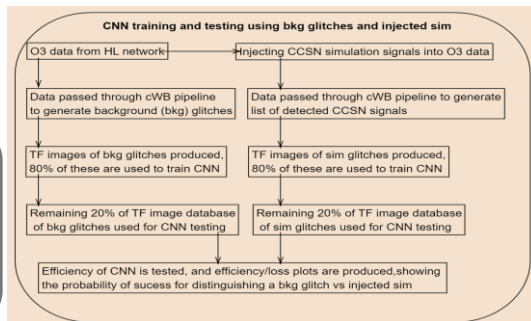 CNN training and testing using bkg glitches and injected sim
O3 data from HL network
Injecting CCSN simulation signals into O3 data
Data passed through cWB pipeline
to generate background (bkg) glitches
Data passed through cWB pipeline to generate
list of detected CCSN signals
TF images of bkg glitches produced,
80% of these are used to train CNN
TF images of sim glitches produced,
80% of these are used to train CNN
Remaining 20% of TF image database
of bkg glitches used for CNN testing
Remaining 20% of TF image database
of sim glitches used for CNN testing
Efficiency of CNN is tested, and efficiency/loss plots are produced,showing
the probability of sucess for distinguishing a bkg glitch vs injected sim